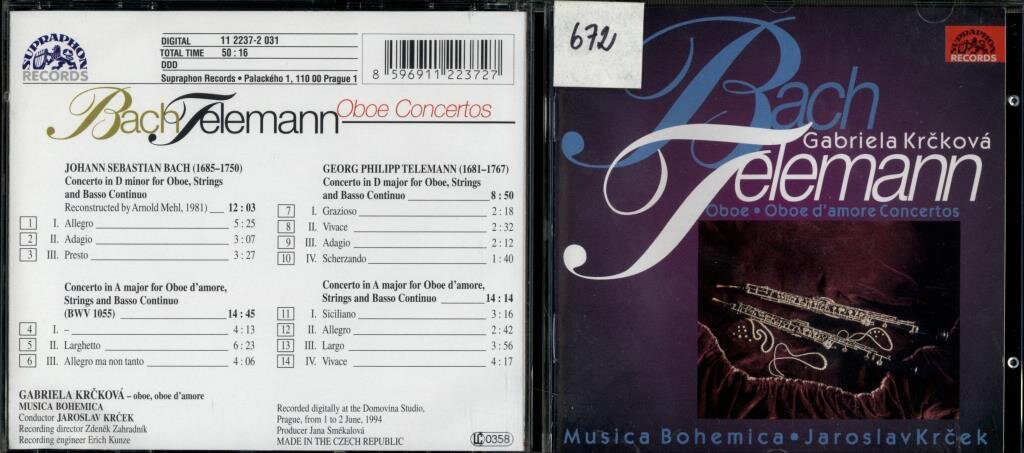 SUPRAPHON
RECORDS
DIGITAL 11 2237-2 031
TOTAL TIME 50 : 16
DDD
Supraphon Records • Palackého 1, 110 00 Prague 1
8 596911 223727
Bach Telemann Oboe Concertos
JOHANN SEBASTIAN BACH (1685–1750)
Concerto in D minor for Oboe, Strings
and Basso Continuo
Reconstructed by Arnold Mehl, 1981) 12 : 03
1 I. Allegro 5 : 25
2 II. Adagio 3 : 07
3 III. Presto 3 : 27
Concerto in A major for Oboe d'amore,
Strings and Basso Continuo
(BWV 1055) 14 : 45
4 I. – 4 : 13
5 II. Larghetto 6 : 23
6 III. Allegro ma non tanto 4 : 06
GEORG PHILIPP TELEMANN (1681–1767)
Concerto in D major for Oboe, Strings
and Basso Continuo 8 : 50
7 I. Grazioso 2 : 18
8 II. Vivace 2 : 32
9 III. Adagio 2 : 12
10 IV. Scherzando 1 : 40
Concerto in A major for Oboe d'amore,
Strings and Basso Continuo 14 : 14
11 I. Siciliano 3 : 16
12 II. Allegro 2 : 42
13 III. Largo 3 : 56
14 IV. Vivace 4 : 17
GABRIELA KRČKOVÁ – oboe, oboe d'amore
MUSICA BOHEMICA
Conductor JAROSLAV KRČEK
Recording director Zdeněk Zahradník
Recording engineer Erich Kunze
Recorded digitally at the Domovina Studio,
Prague, from 1 to 2 June, 1994
Producer Jana Smékalová
MADE IN THE CZECH REPUBLIC
LC 0358
672
SUPRAPHON
RECORDS
Bach
Gabriela Krčková
Telemann
Oboe • Oboe d'amore Concertos
Musica Bohemica • Jaroslav Krček